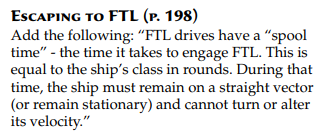 Escaping to FTL (p. 198)
Add the following: “FTL drives have a “spool
time” - the time it takes to engage FTL. This is
equal to the ship’s class in rounds. During that
time, the ship must remain on a straight vector
(or remain stationary) and cannot turn or alter
its velocity.”